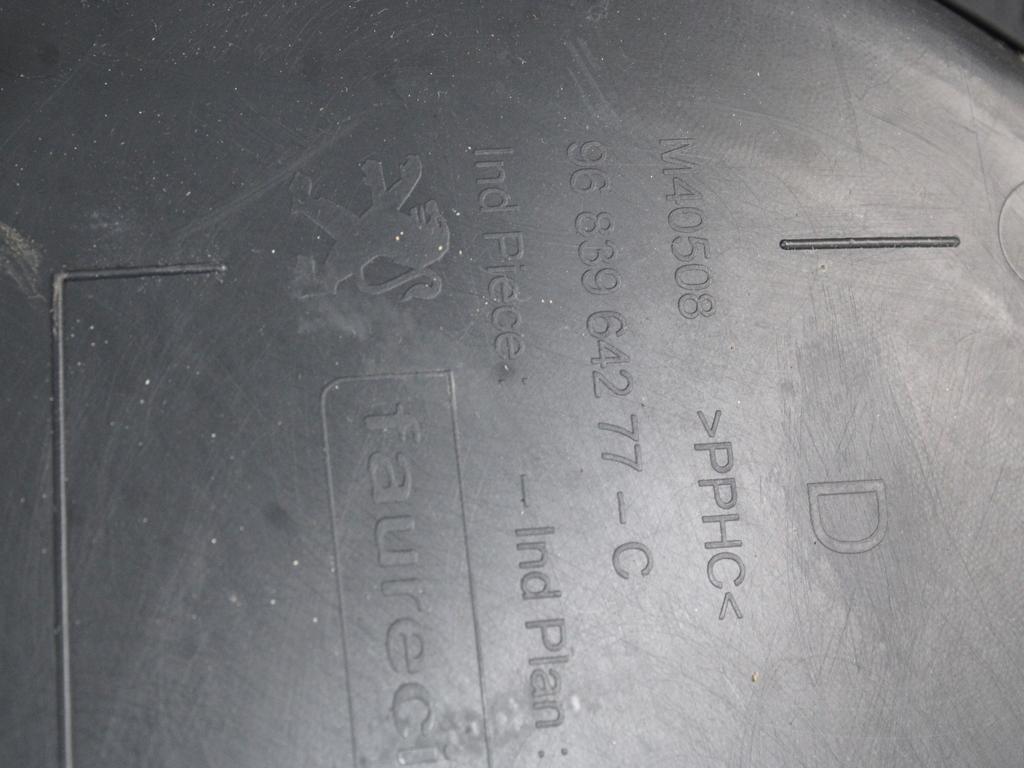 D
M40508 >PPHC<
96 839 642 77 - C
Ind Piece: - Ind Plan :
faureci